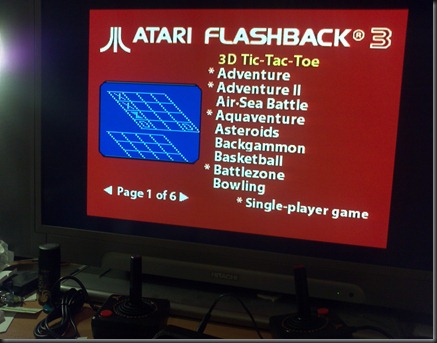 ATARI FLASHBACK® 3
3D Tic-Tac-Toe
* Adventure
* Adventure II
Air-Sea Battle
* Aquaventure
Asteroids
Backgammon
Basketball
* Battlezone
Bowling
◀ Page 1 of 6 ▶
* Single-player game
HITACHI